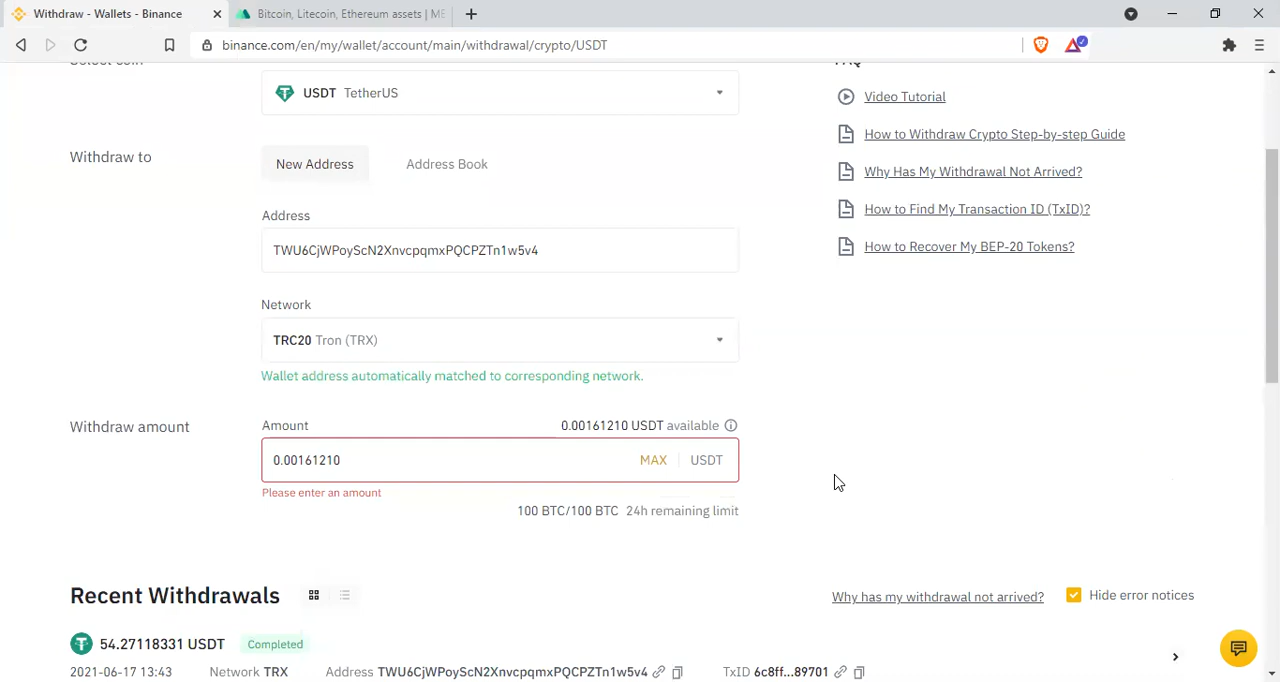 Withdraw - Wallets - Binance
Bitcoin, Litecoin, Ethereum assets | ME
binance.com/en/my/wallet/account/main/withdrawal/crypto/USDT
Select coin
FAQ
USDT TetherUS
Video Tutorial
How to Withdraw Crypto Step-by-step Guide
Withdraw to
New Address
Address Book
Why Has My Withdrawal Not Arrived?
Address
How to Find My Transaction ID (TxID)?
TWU6CjWPoyScN2XnvcpqmxPQCPZTn1w5v4
How to Recover My BEP-20 Tokens?
Network
TRC20 Tron (TRX)
Wallet address automatically matched to corresponding network.
Withdraw amount
Amount
0.00161210 USDT available
0.00161210
MAX
USDT
Please enter an amount
100 BTC/100 BTC 24h remaining limit
Recent Withdrawals
Why has my withdrawal not arrived?
Hide error notices
54.27118331 USDT
Completed
2021-06-17 13:43
Network TRX
Address TWU6CjWPoyScN2XnvcpqmxPQCPZTn1w5v4
TxID 6c8ff...89701